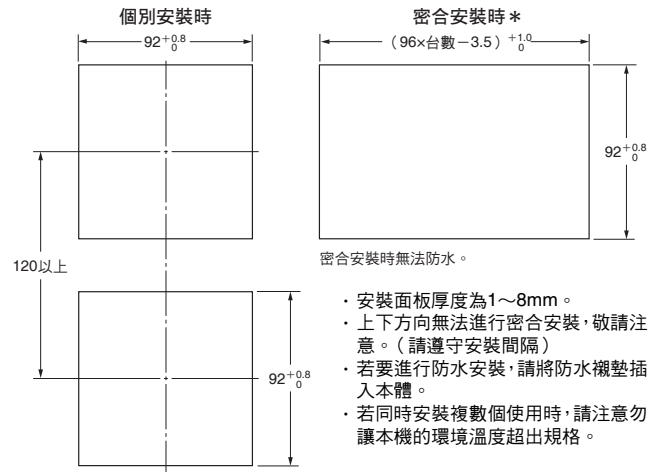 個別安裝時
92 +0.8 0
120以上
92 +0.8 0
密合安裝時＊
（96×台數－3.5） +1.0 0
92 +0.8 0
密合安裝時無法防水。
・安裝面板厚度為1～8mm。
・上下方向無法進行密合安裝，敬請注
意。（請遵守安裝間隔）
・若要進行防水安裝，請將防水襯墊插
入本體。
・若同時安裝複數個使用時，請注意勿
讓本機的環境溫度超出規格。